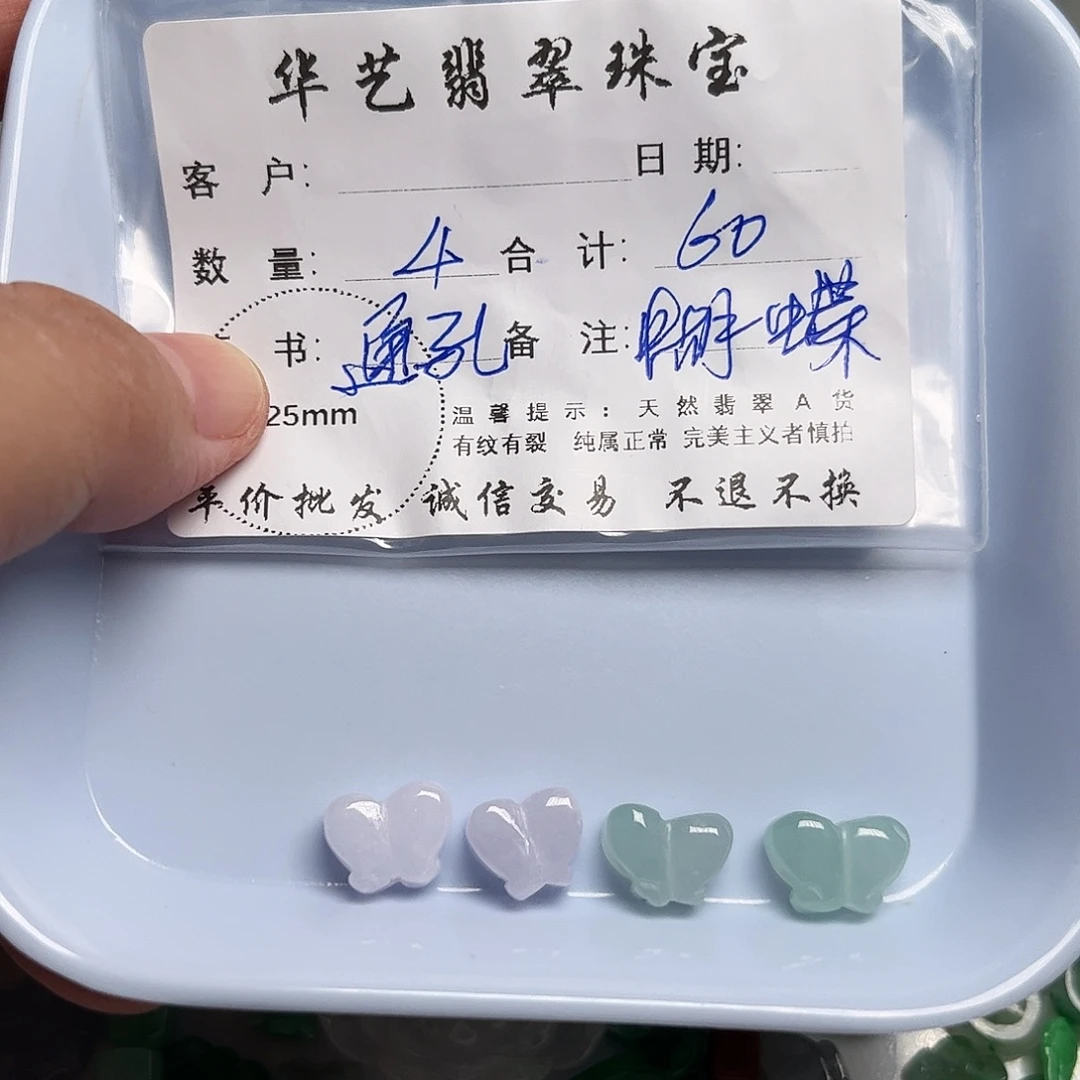 华艺翡翠珠宝
客 户: 日 期:
数 量: 4 合 计: 60
书: 通孔 备 注: 蝴蝶
25mm 温馨提示: 天然翡翠A货
有纹有裂 纯属正常 完美主义者慎拍
平价批发 诚信交易 不退不换